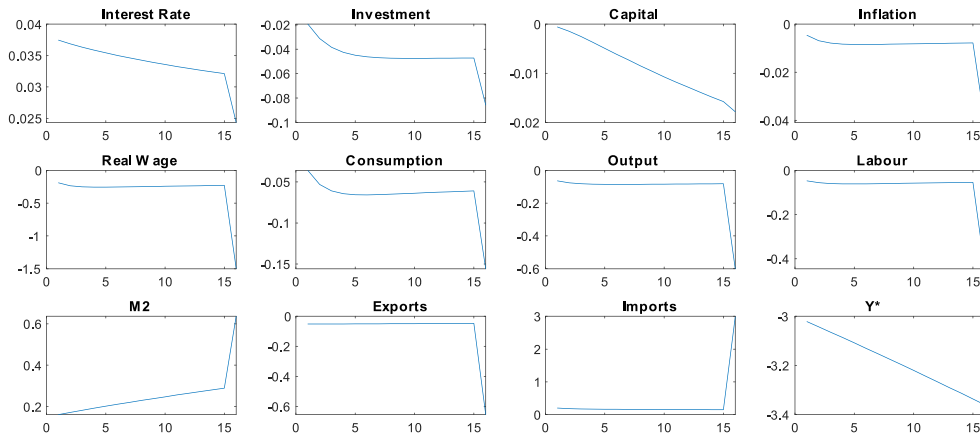 Interest Rate Investment Capital Inflation
0.04 -0.02 0 0
0.035 -0.04 -0.06 -0.01 -0.02
0.03 -0.08
0.025 -0.1 -0.02 -0.04
0 5 10 15 0 5 10 15 0 5 10 15 0 5 10 15
Real Wage Consumption Output Labour
0 0 0
-0.5 -0.05 -0.2 -0.2
-1 -0.1 -0.4 -0.4
-1.5 -0.15 -0.6
0 5 10 15 0 5 10 15 0 5 10 15 0 5 10 15
M2 Exports Imports Y*
0.6 0 3 -3
0.4 -0.2 2 -3.2
0.2 -0.4 1
-0.6 0 -3.4
0 5 10 15 0 5 10 15 0 5 10 15 0 5 10 15